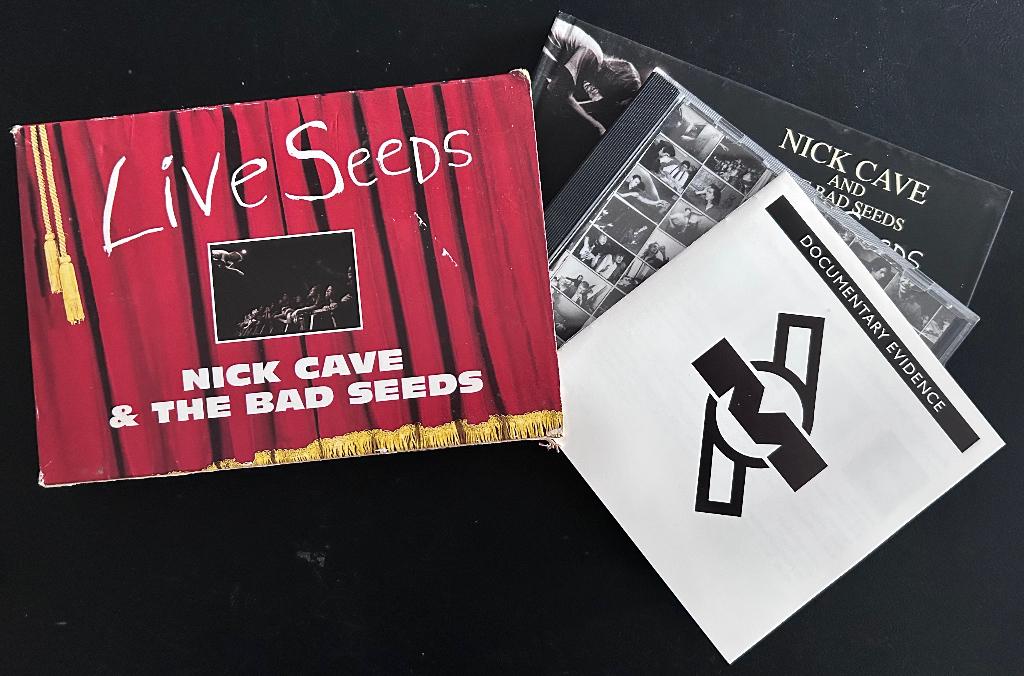 Live Seeds
NICK CAVE
& THE BAD SEEDS
NICK CAVE
AND
BAD SEEDS
DOCUMENTARY EVIDENCE